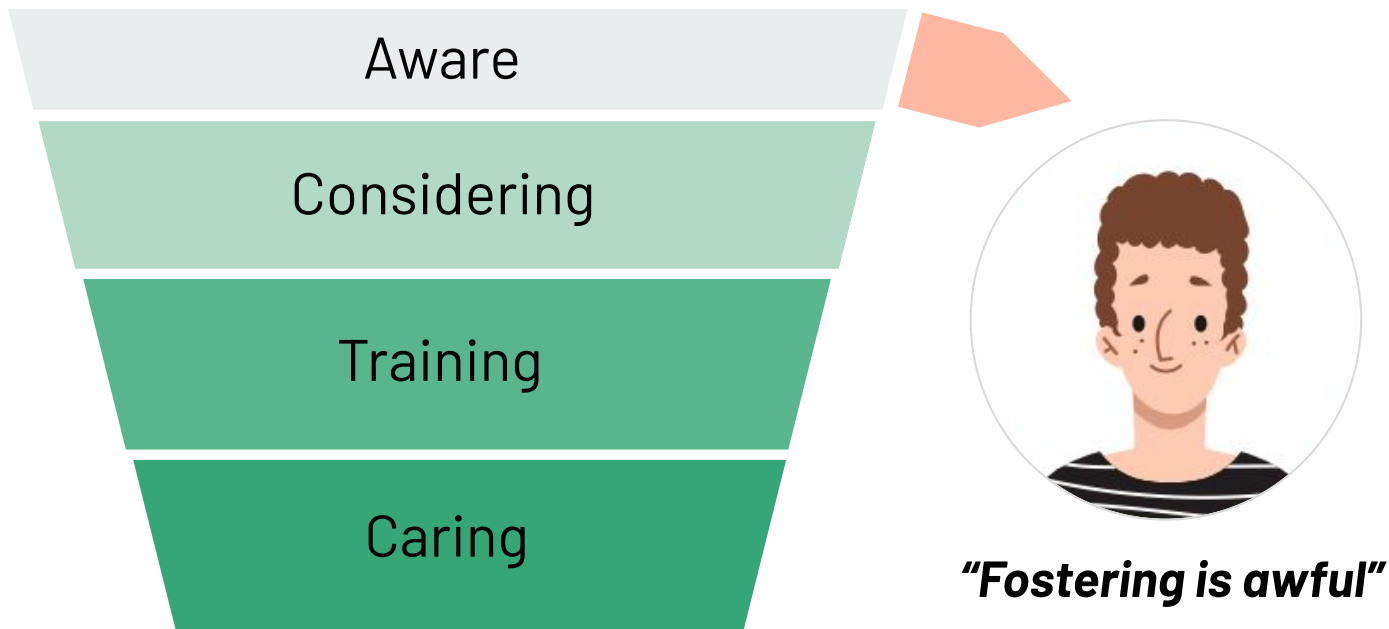 Aware
Considering
Training
Caring
“Fostering is awful”